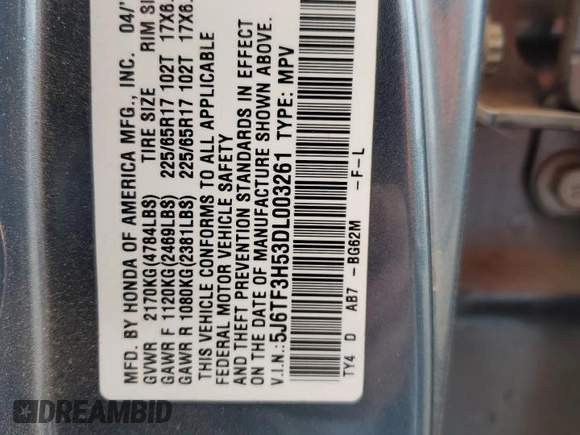 MFD. BY HONDA OF AMERICA MFG., INC. 04/
GVWR 2170KG(4784LBS) TIRE SIZE RIM SI
GAWR F 1120KG(2469LBS) 225/65R17 102T 17X6.
GAWR R 1080KG(2381LBS) 225/65R17 102T 17X6.
THIS VEHICLE CONFORMS TO ALL APPLICABLE
FEDERAL MOTOR VEHICLE SAFETY
AND THEFT PREVENTION STANDARDS IN EFFECT
ON THE DATE OF MANUFACTURE SHOWN ABOVE.
V.I.N.:5J6TF3H53DL003261 TYPE: MPV
TY4 D AB7 -BG62M -F-L
DREAMBID